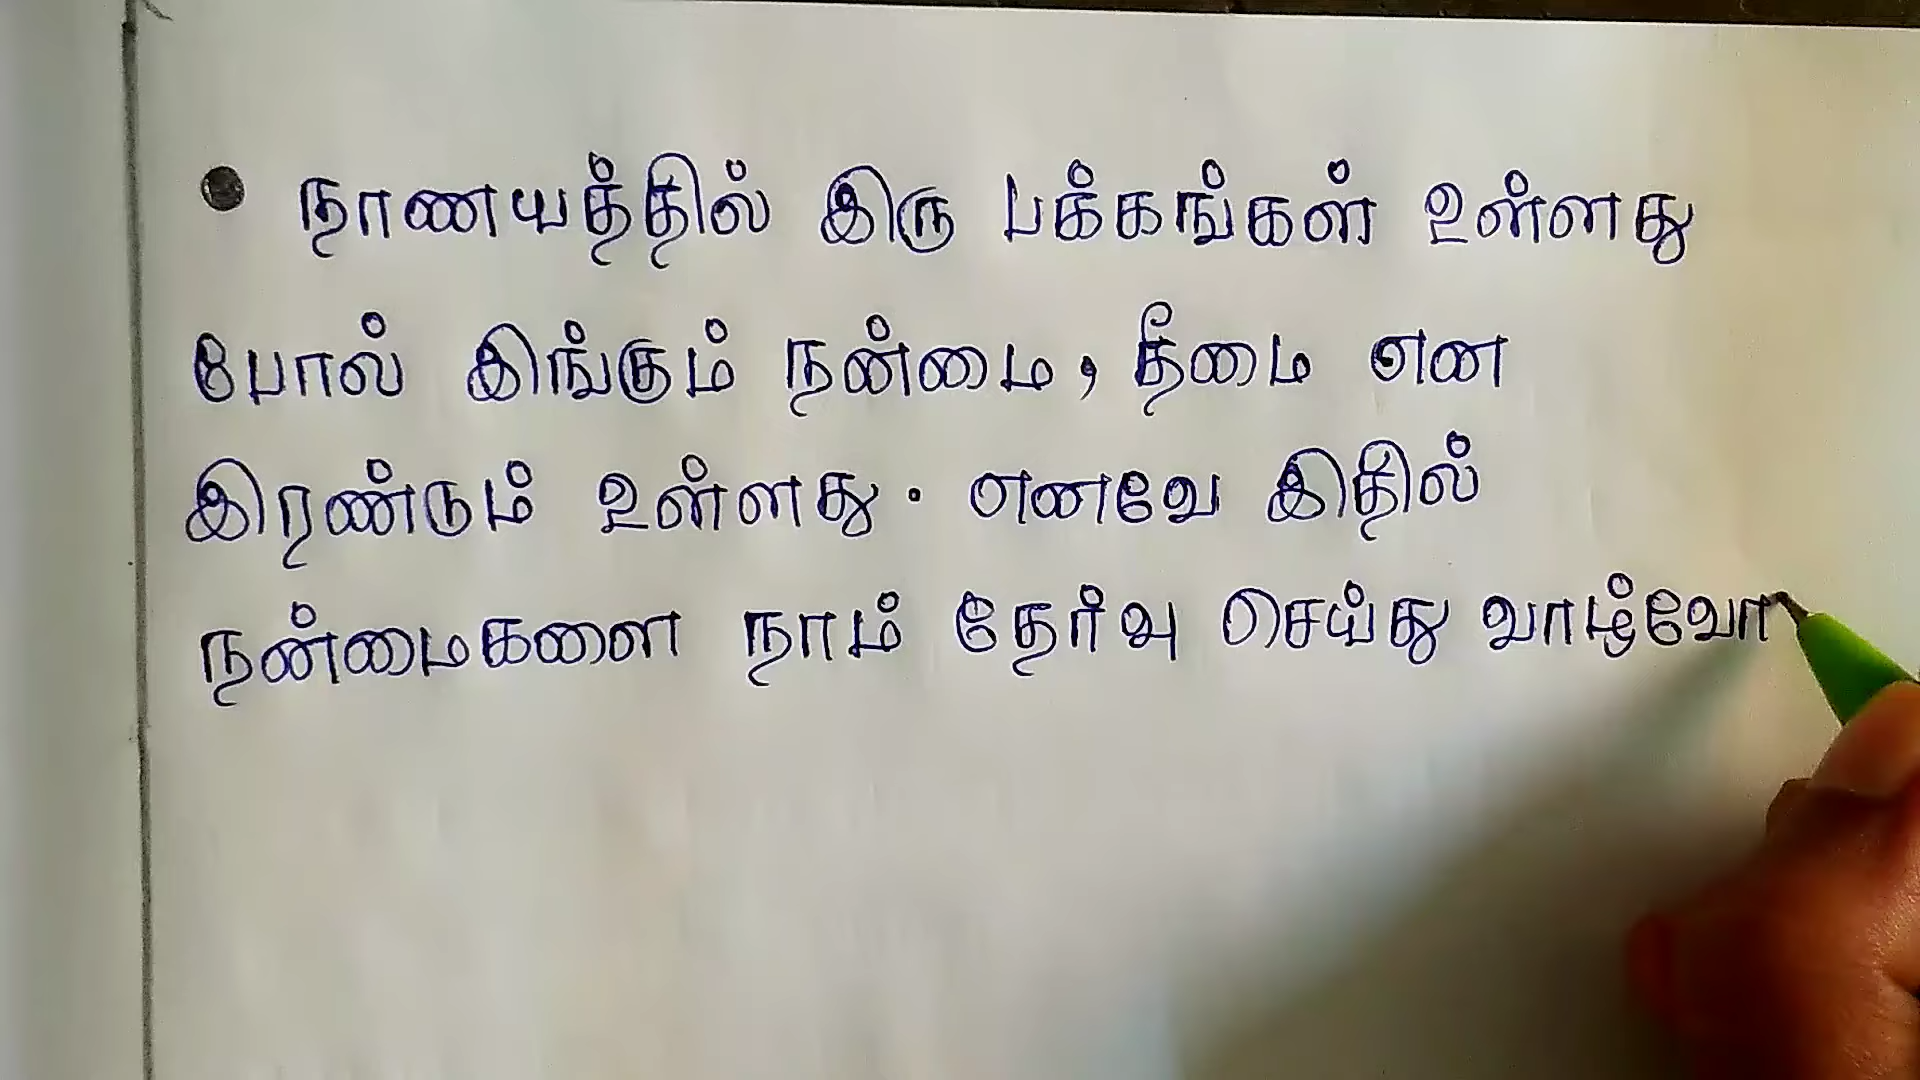 • நாணயத்தில் இரு பக்கங்கள் உள்ளது
போல் இங்கும் நன்மை, தீமை என
இரண்டும் உள்ளது. எனவே இதில்
நன்மைகளை நாம் தேர்வு செய்து வாழ்வோ